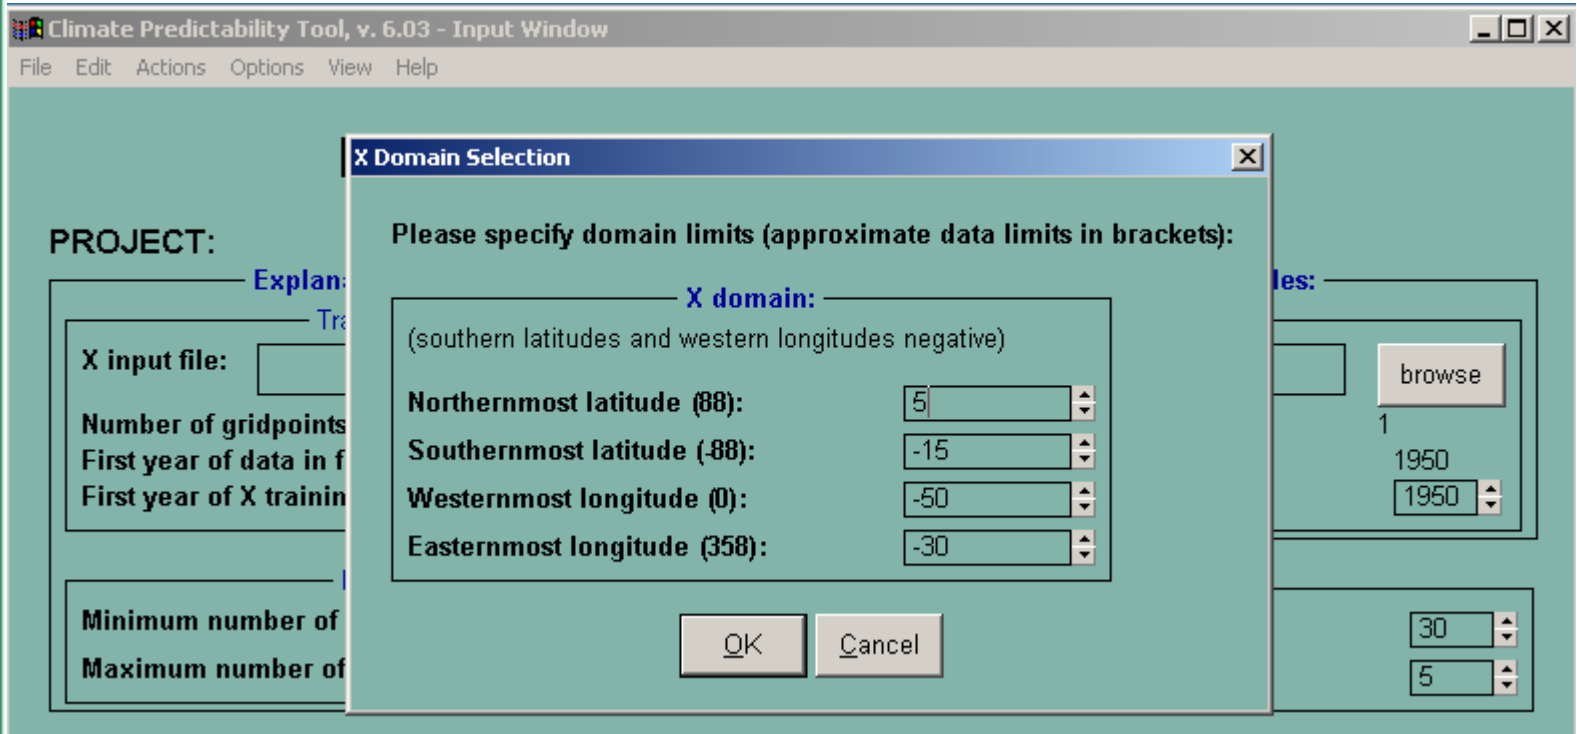 Climate Predictability Tool, v. 6.03 - Input Window
File Edit Actions Options View Help
X Domain Selection
Please specify domain limits (approximate data limits in brackets):
PROJECT:
X domain:
(southern latitudes and western longitudes negative)
X input file:
browse
Northernmost latitude (88): 5
Number of gridpoints
1
Southernmost latitude (-88): -15
First year of data in
1950
Westernmost longitude (0): -50
First year of X
1950
Easternmost longitude (358): -30
Minimum number of
30
OK Cancel
Maximum number of
5